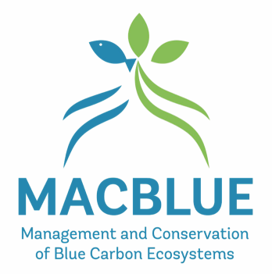 MACBLUE
Management and Conservation
of Blue Carbon Ecosystems